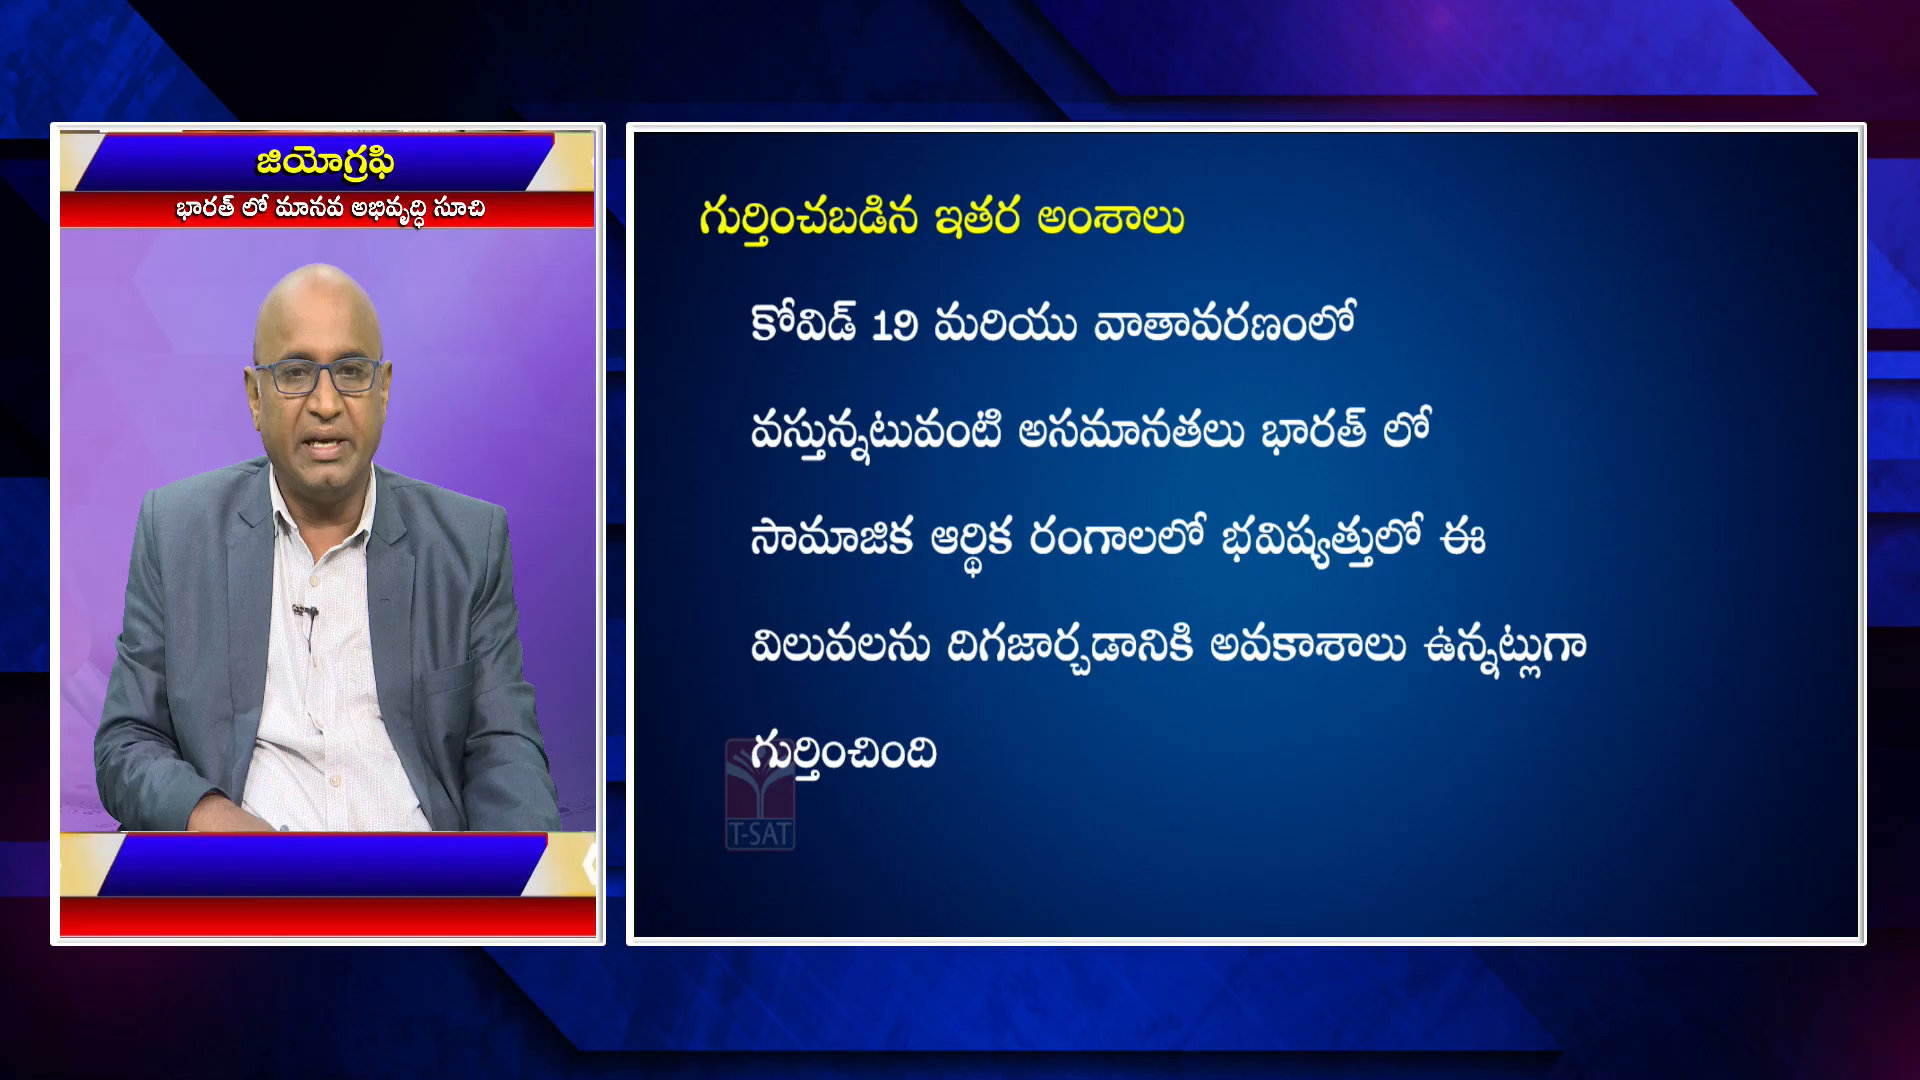 జియోగ్రఫి
భారత్ లో మానవ అభివృద్ధి సూచి
గుర్తించబడిన ఇతర అంశాలు
కోవిడ్ 19 మరియు వాతావరణంలో
వస్తున్నటువంటి అసమానతలు భారత్ లో
సామాజిక ఆర్థిక రంగాలలో భవిష్యత్తులో ఈ
విలువలను దిగజార్చడానికి అవకాశాలు ఉన్నట్లుగా
గుర్తించింది
T-SAT